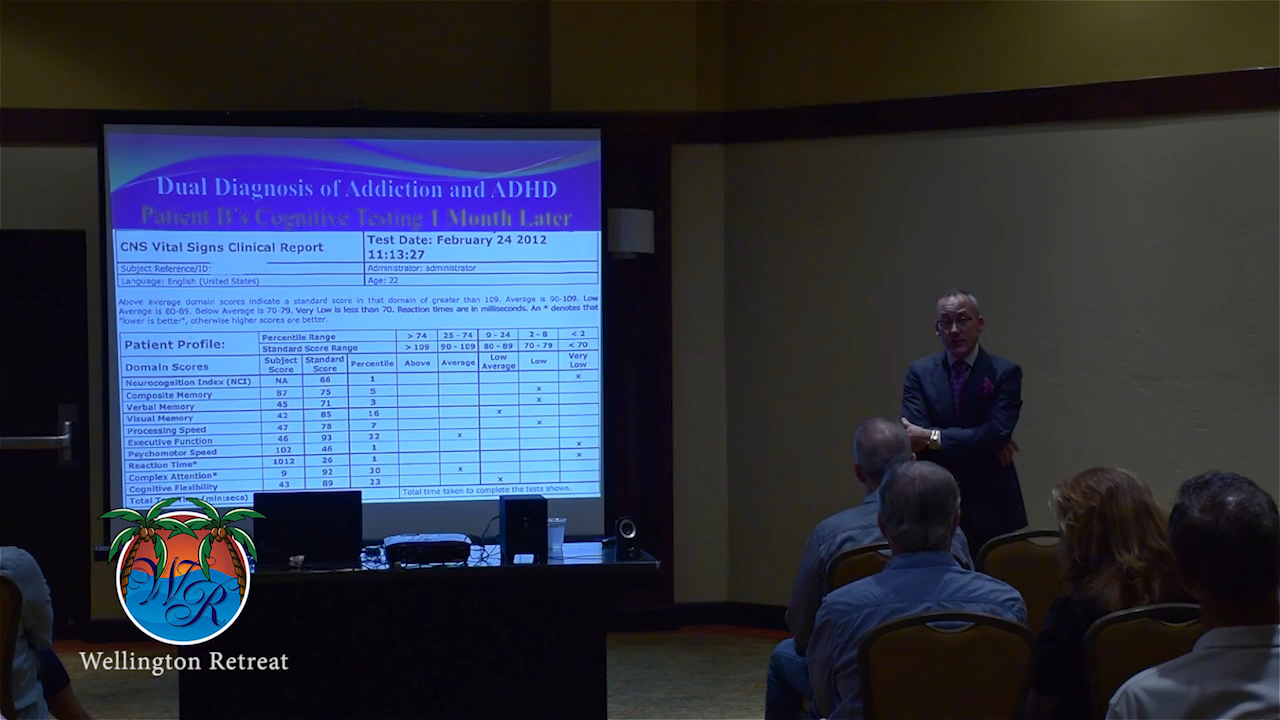 Dual Diagnosis of Addiction and ADHD
Patient B's Cognitive Testing 1 Month Later
CNS Vital Signs Clinical Report
Test Date: February 24 2012
11:13:27
Subject Reference/ID:
Administrator: administrator
Language: English (United States)
Age: 22
Above average domain scores indicate a standard score in that domain of greater than 109. Average is 90-109. Low
Average is 80-89. Below Average is 70-79. Very Low is less than 70. Reaction times are in milliseconds. An * denotes that
"lower is better", otherwise higher scores are better.
Patient Profile:
Percentile Range > 74 25 - 74 9 - 24 2 - 8 < 2
Standard Score Range > 109 90 - 109 80 - 89 70 - 79 < 70
Domain Scores Subject Score Standard Score Percentile Above Average Low Average Low Very Low
Neurocognition Index (NCI) NA 66 1 x
Composite Memory 87 75 5 x
Verbal Memory 45 71 3 x
Visual Memory 42 85 16 x
Processing Speed 47 78 7 x
Executive Function 46 93 32 x
Psychomotor Speed 102 46 1 x
Reaction Time* 1012 26 1 x
Complex Attention* 9 92 30 x
Cognitive Flexibility 43 89 23 x
Total (min:secs) Total time taken to complete the tests shown.
WR
Wellington Retreat